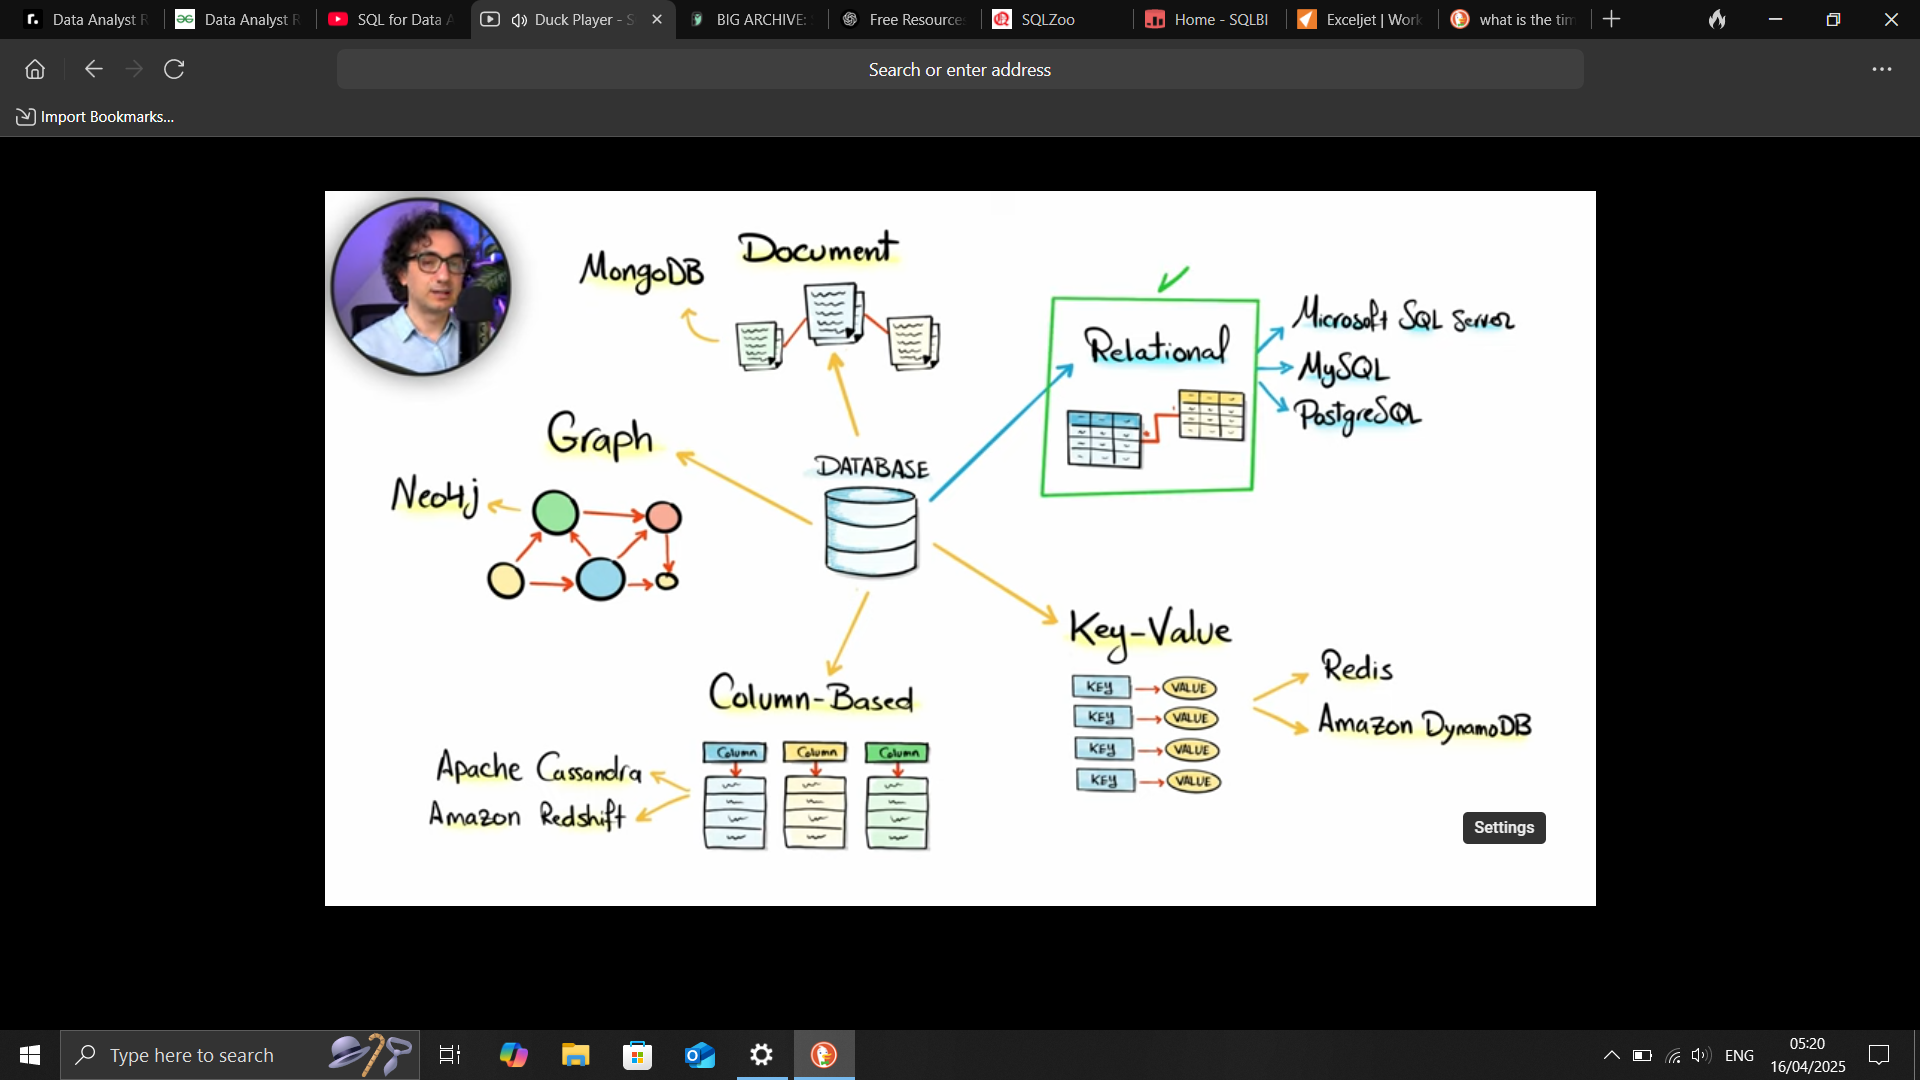 Data Analyst R
Data Analyst R
SQL for Data A
Duck Player - S
BIG ARCHIVE:
Free Resource
SQLZoo
Home - SQLBI
Exceljet | Work
what is the tim
Search or enter address
Import Bookmarks...
MongoDB
Document
Relational
Microsoft SQL Server
MySQL
PostgreSQL
Graph
Neo4j
DATABASE
Key-Value
KEY VALUE
KEY VALUE
KEY VALUE
KEY VALUE
Redis
Amazon DynamoDB
Column-Based
Column Column Column
Apache Cassandra
Amazon Redshift
Settings
Type here to search
ENG
05:20
16/04/2025